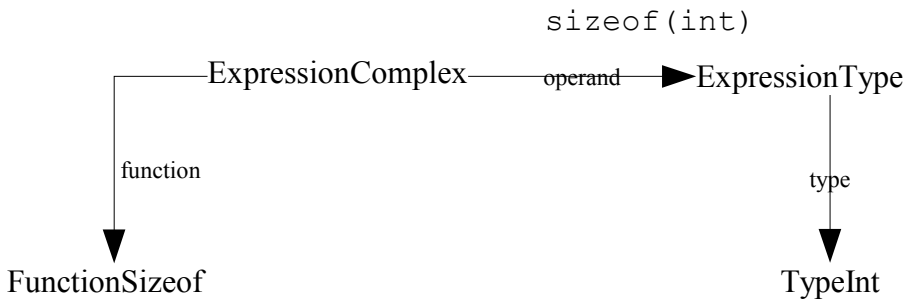 sizeof(int)
ExpressionComplex operand ExpressionType
function type
FunctionSizeof TypeInt